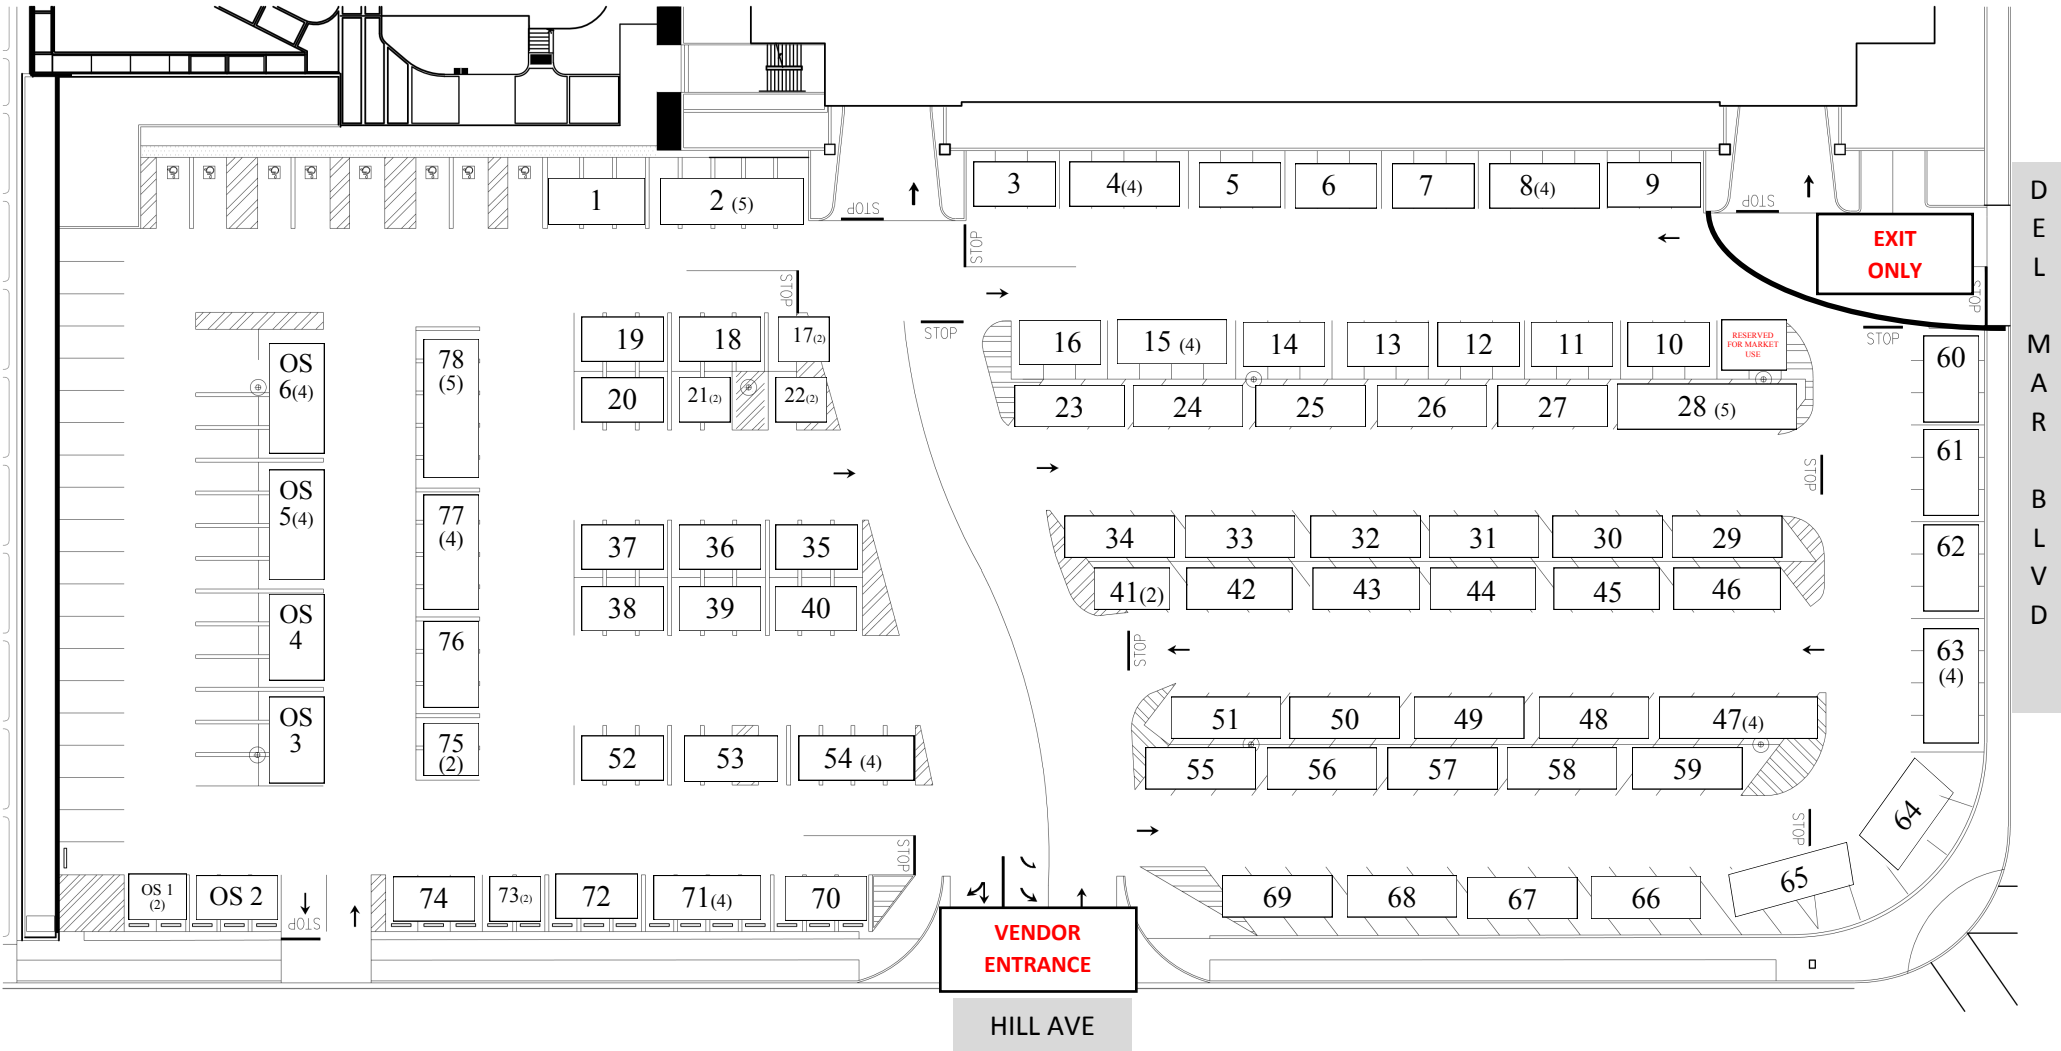 1
2 (5)
STOP
3
4(4)
5
6
7
8(4)
9
STOP
D
E
L
M
A
R
B
L
V
D
EXIT
ONLY
STOP
STOP
STOP
STOP
STOP
19
18
17(2)
20
21(2)
22(2)
16
15 (4)
14
13
12
11
10
RESERVED
FOR MARKET
USE
23
24
25
26
27
28 (5)
60
61
62
63
(4)
OS
6(4)
OS
5(4)
OS
4
OS
3
78
(5)
77
(4)
76
75
(2)
STOP
37
36
35
38
39
40
34
33
32
31
30
29
41(2)
42
43
44
45
46
STOP
52
53
54 (4)
51
50
49
48
47(4)
55
56
57
58
59
64
STOP
STOP
65
OS 1
(2)
OS 2
STOP
74
73(2)
72
71(4)
70
69
68
67
66
VENDOR
ENTRANCE
HILL AVE